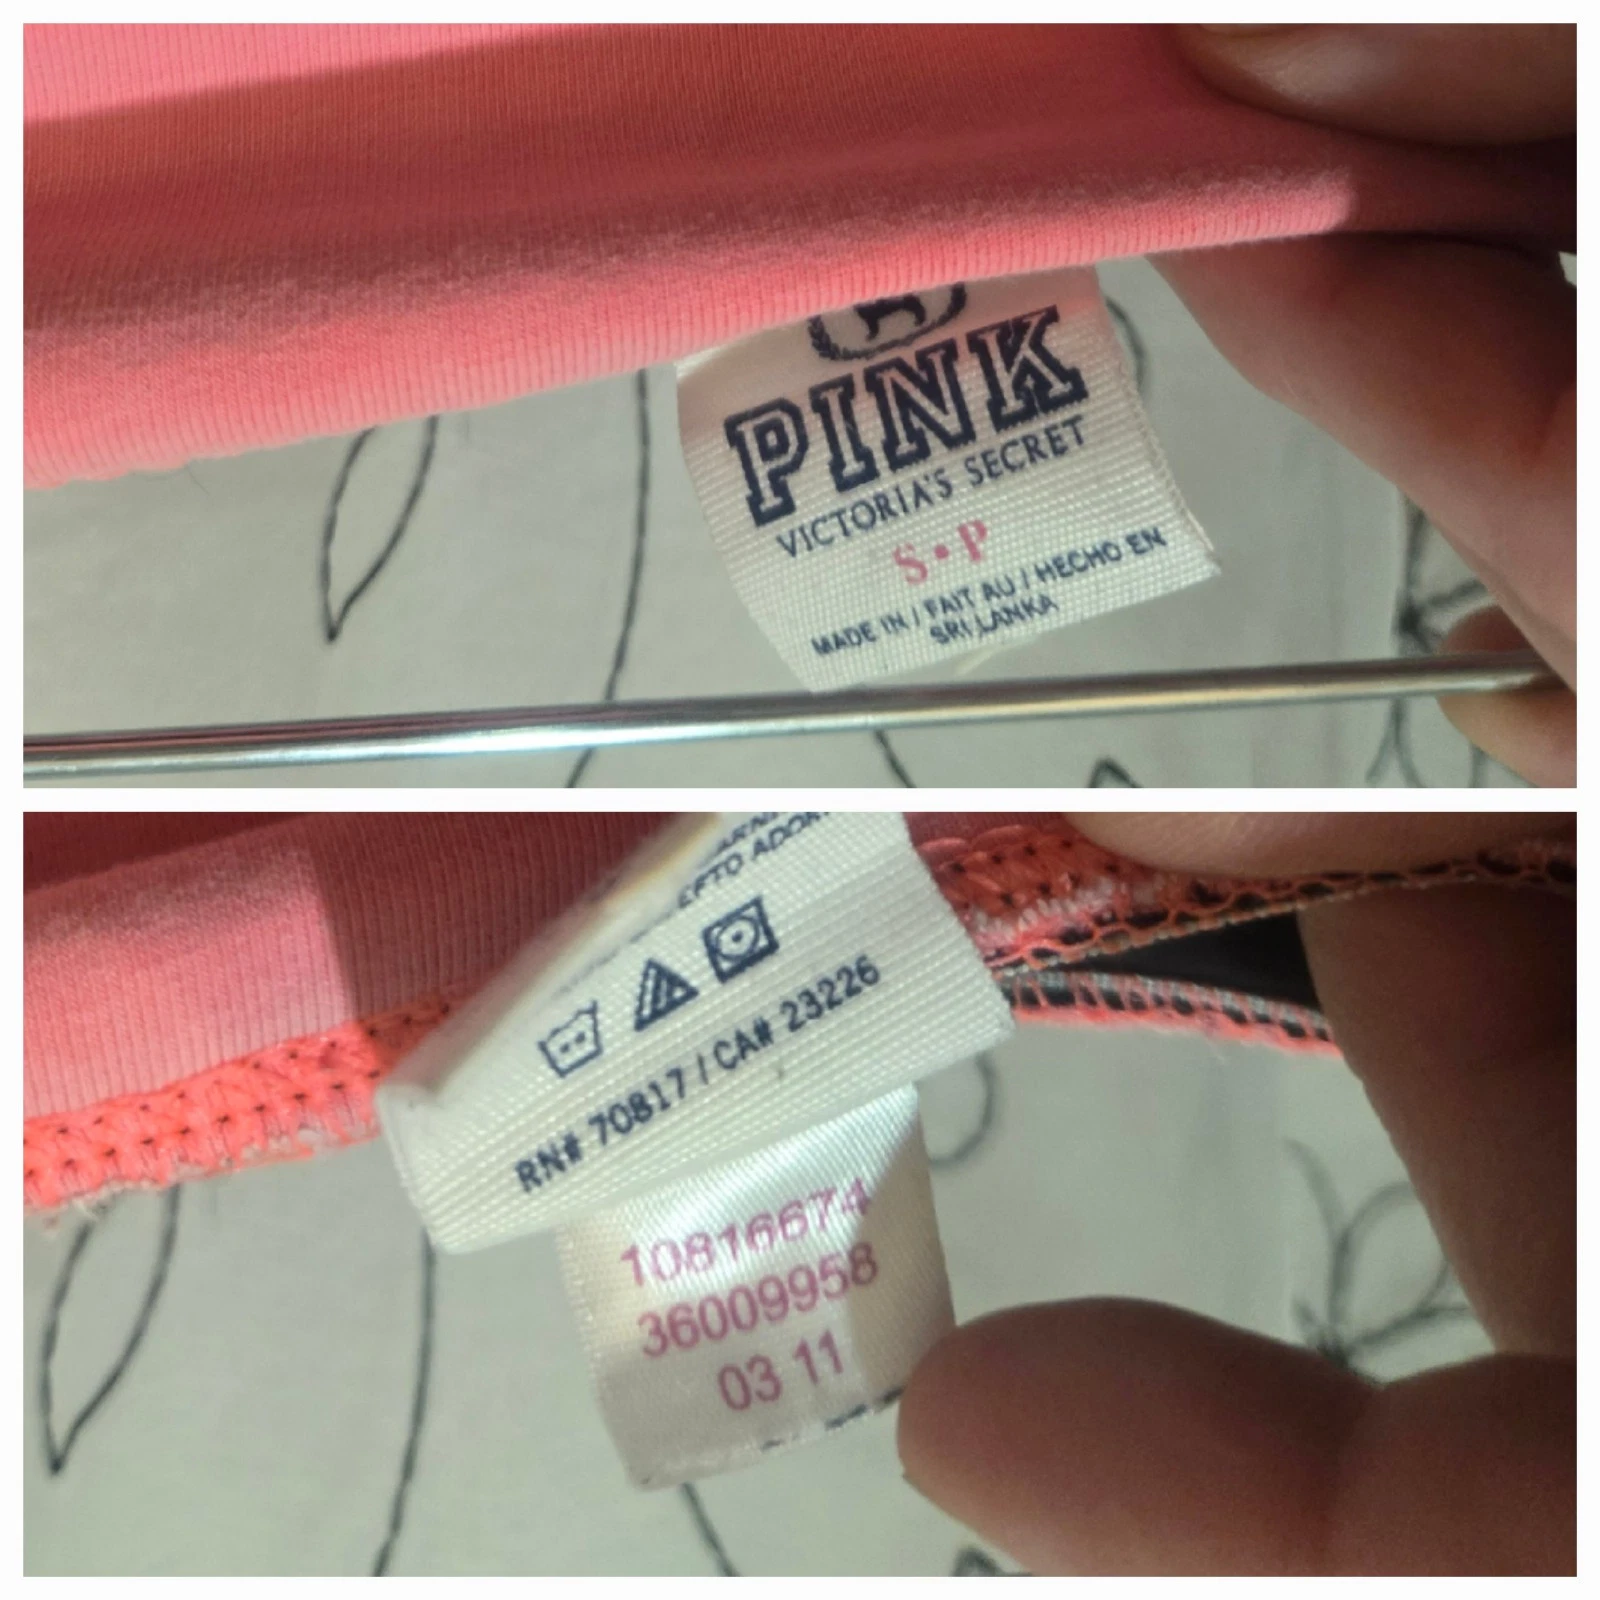 PINK
VICTORIA'S SECRET
S•P
MADE IN / FAIT AU / HECHO EN
SRI LANKA
RN# 70817 / CA# 23226
10816674
36009958
03 11